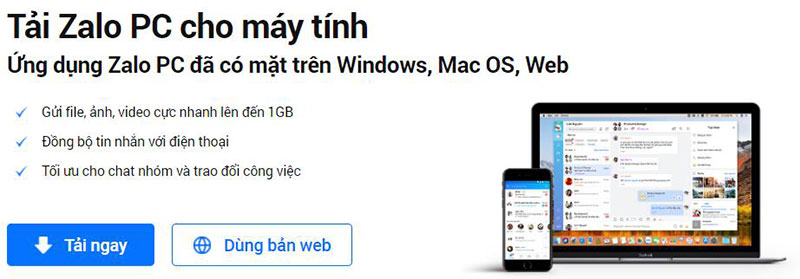 Tải Zalo PC cho máy tính
Ứng dụng Zalo PC đã có mặt trên Windows, Mac OS, Web
Gửi file, ảnh, video cực nhanh lên đến 1GB
Đồng bộ tin nhắn với điện thoại
Tối ưu cho chat nhóm và trao đổi công việc
Tải ngay
Dùng bản web